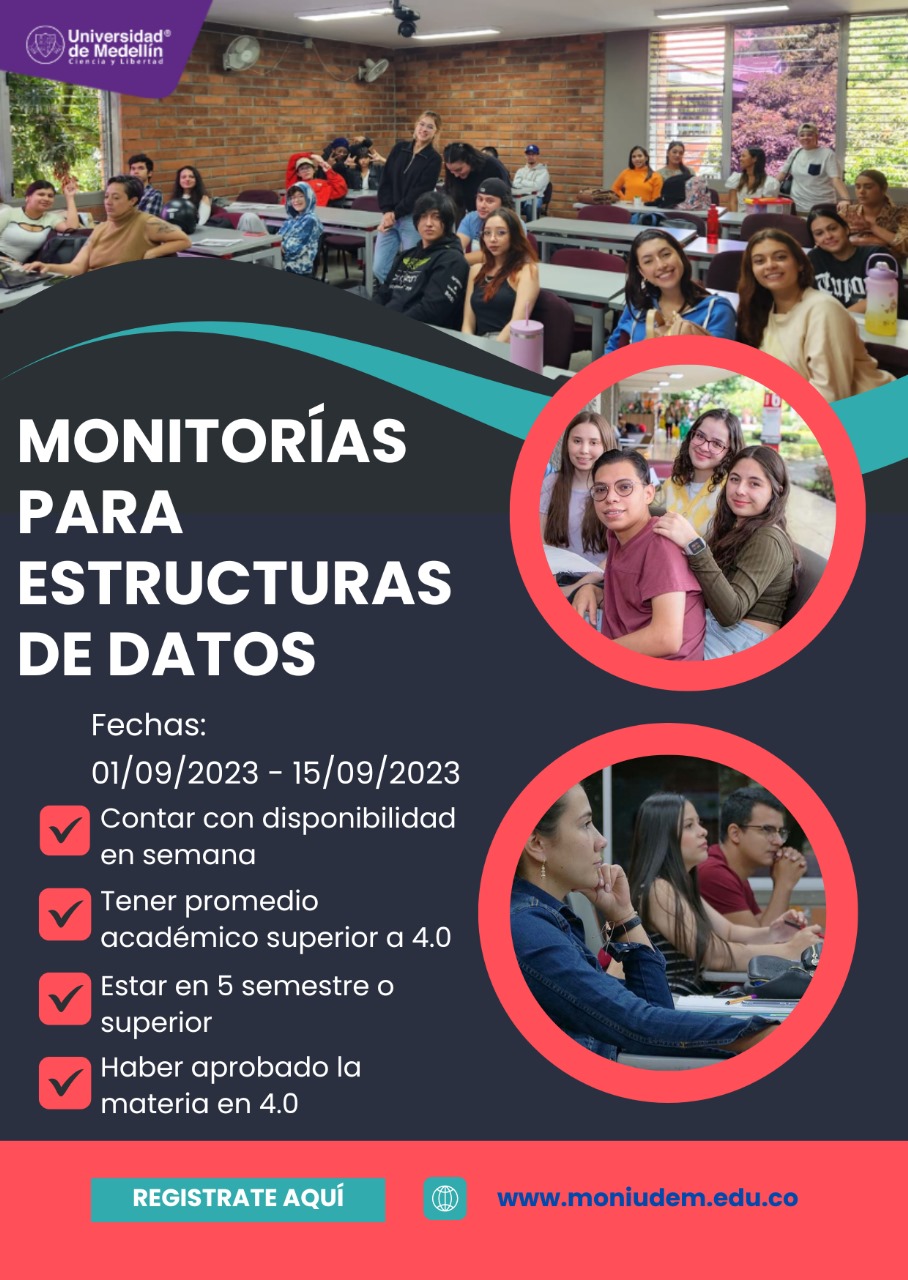 Universidad®
de Medellín
Ciencia y Libertad
MONITORÍAS
PARA
ESTRUCTURAS
DE DATOS
Fechas:
01/09/2023 - 15/09/2023
Contar con disponibilidad
en semana
Tener promedio
académico superior a 4.0
Estar en 5 semestre o
superior
Haber aprobado la
materia en 4.0
REGISTRATE AQUÍ
www.moniudem.edu.co